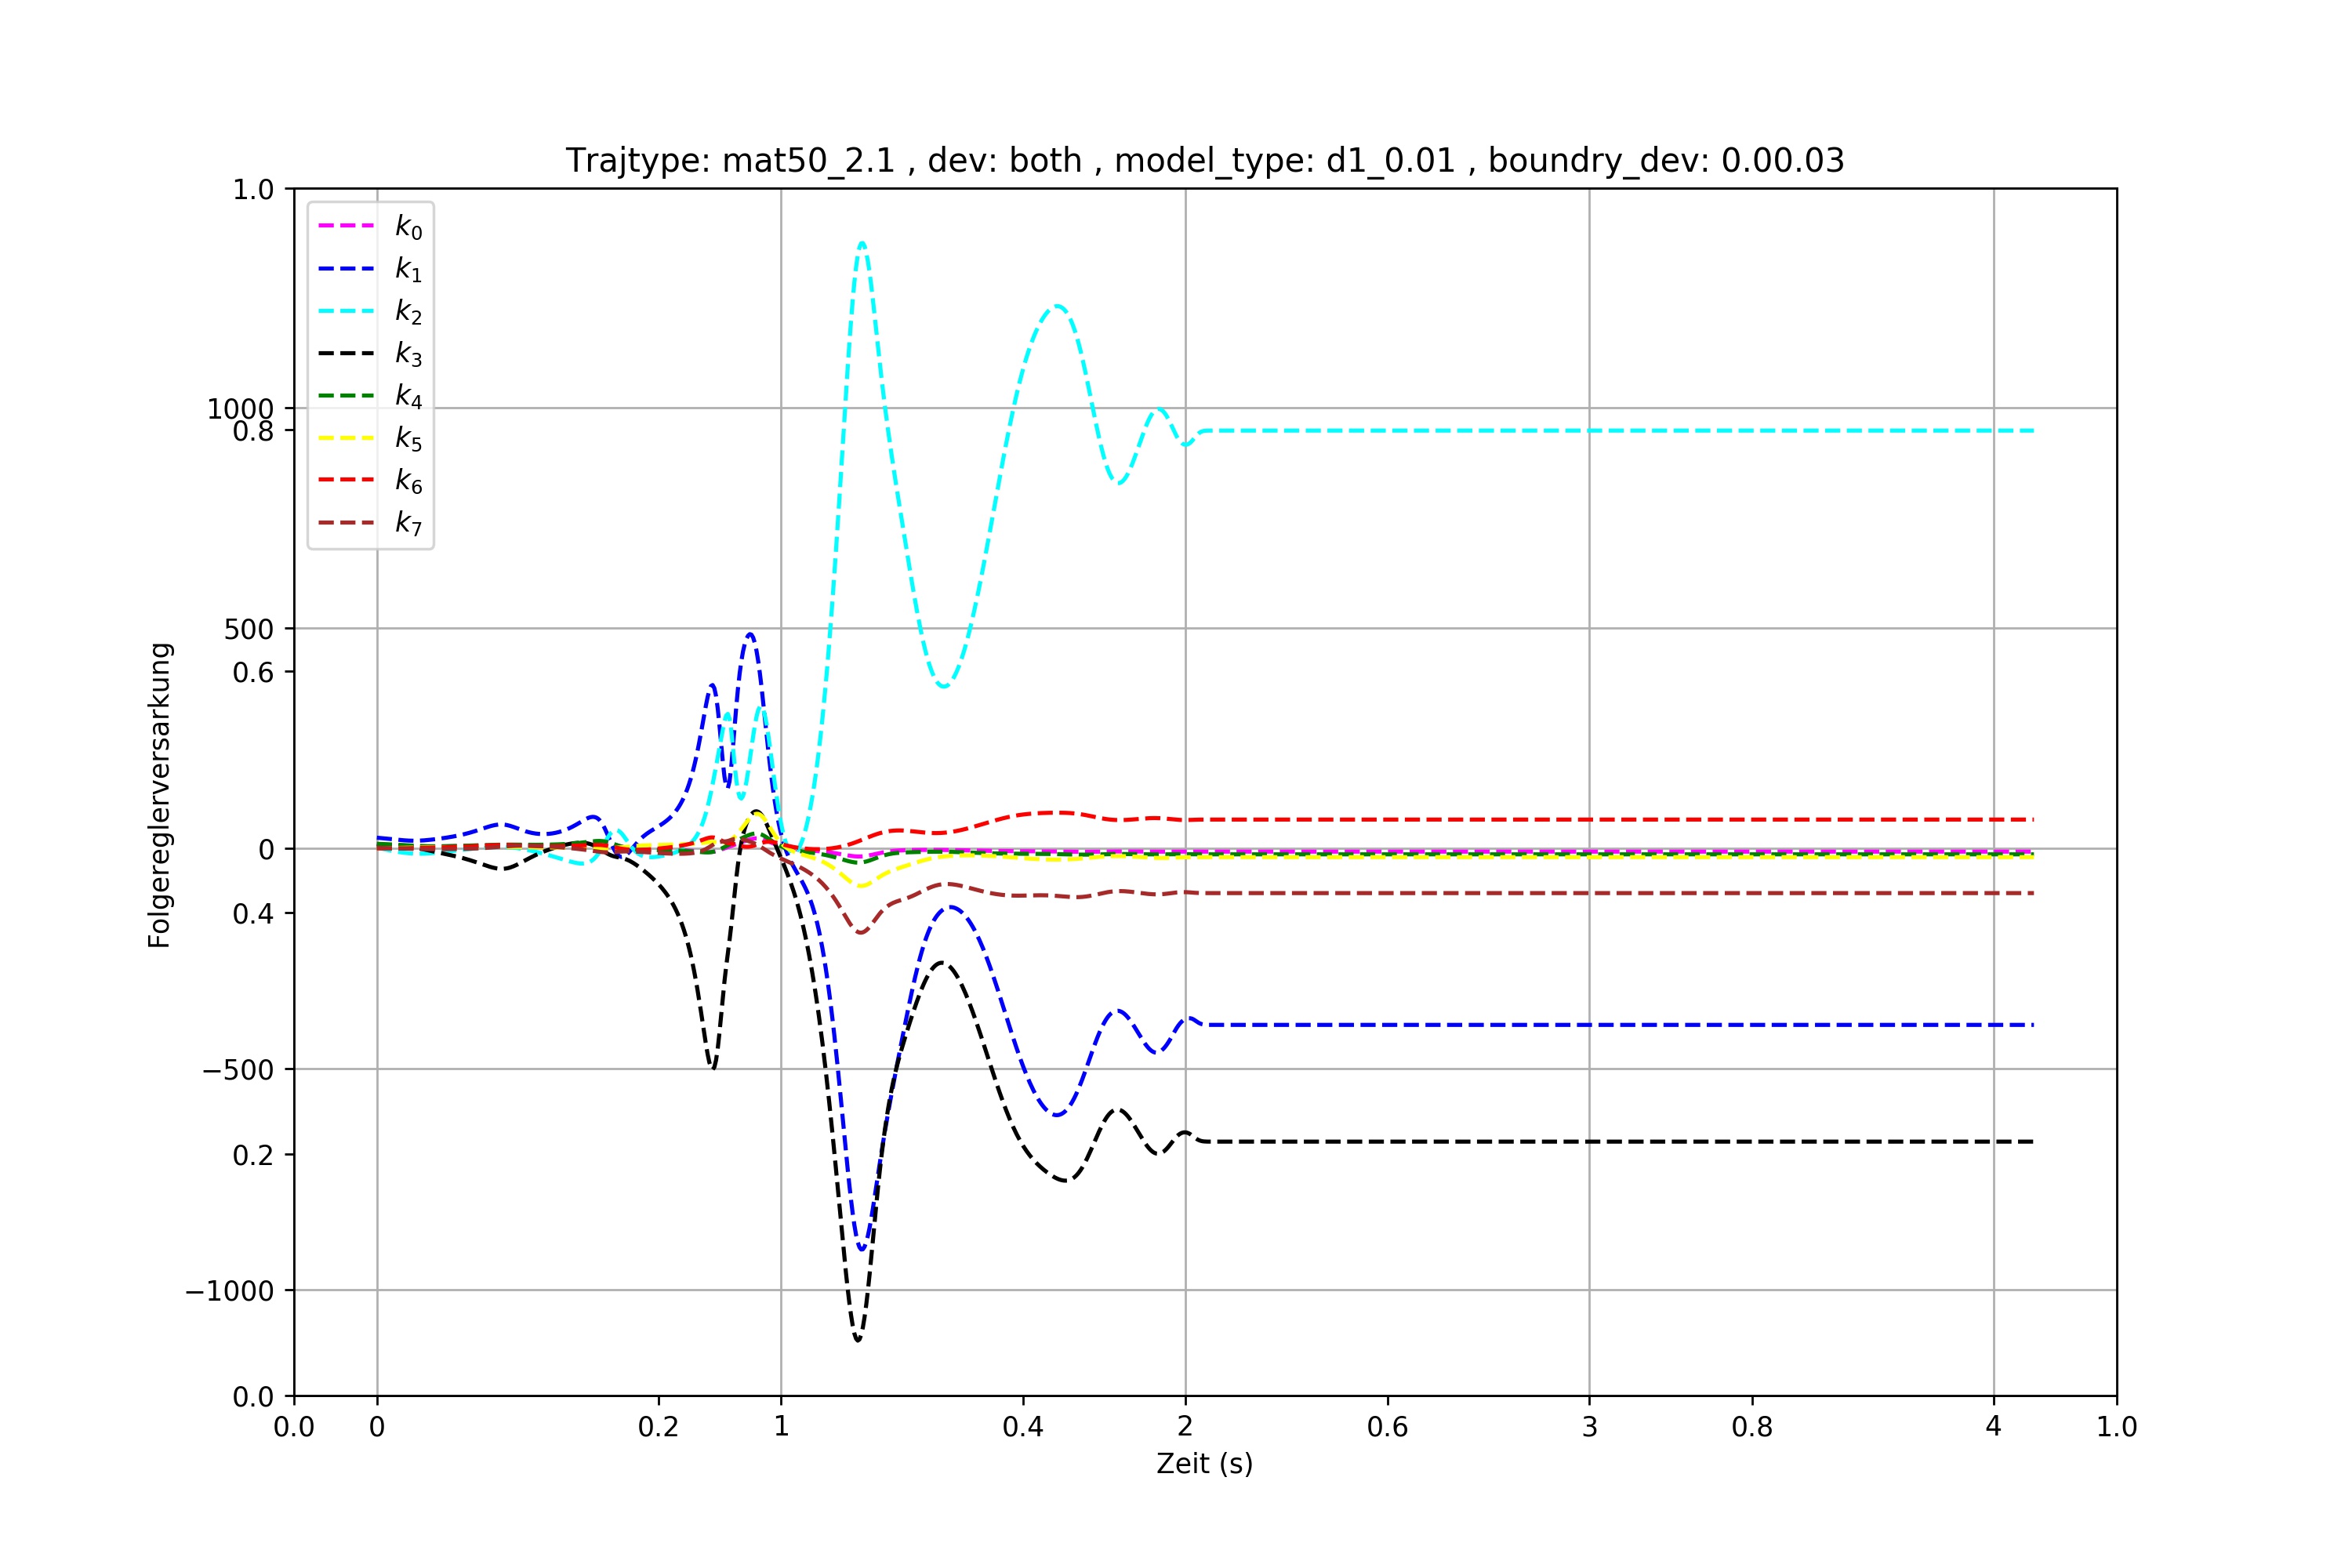 Trajtype: mat50_2.1 , dev: both , model_type: d1_0.01 , boundry_dev: 0.00.03
1.0
k0
k1
k2
k3
k4
k5
k6
k7
1000
0.8
500
0.6
0
0.4
−500
0.2
−1000
0.0
Folgereglerversarkung
0.0 0 0.2 1 0.4 2 0.6 3 0.8 4 1.0
Zeit (s)